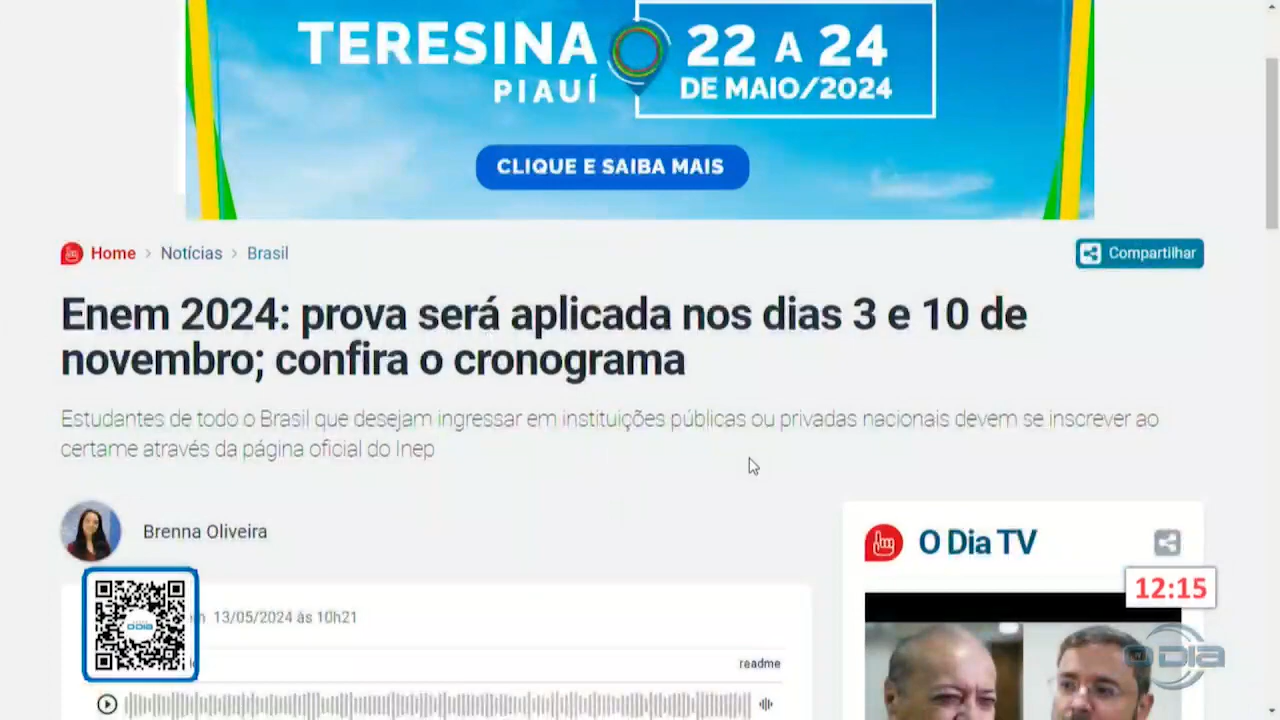 TERESINA
PIAUÍ
22 A 24
DE MAIO/2024
CLIQUE E SAIBA MAIS
Home > Notícias > Brasil
Compartilhar
Enem 2024: prova será aplicada nos dias 3 e 10 de
novembro; confira o cronograma
Estudantes de todo o Brasil que desejam ingressar em instituições públicas ou privadas nacionais devem se inscrever ao
certame através da página oficial do Inep
Brenna Oliveira
O Dia TV
12:15
13/05/2024 às 10h21
O DIA
readme
O DIA